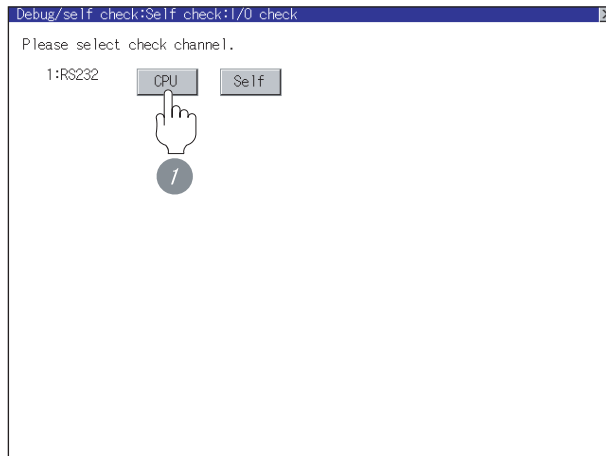 Debug/self check:Self check:I/O check
Please select check channel.
1:RS232 CPU Self
1